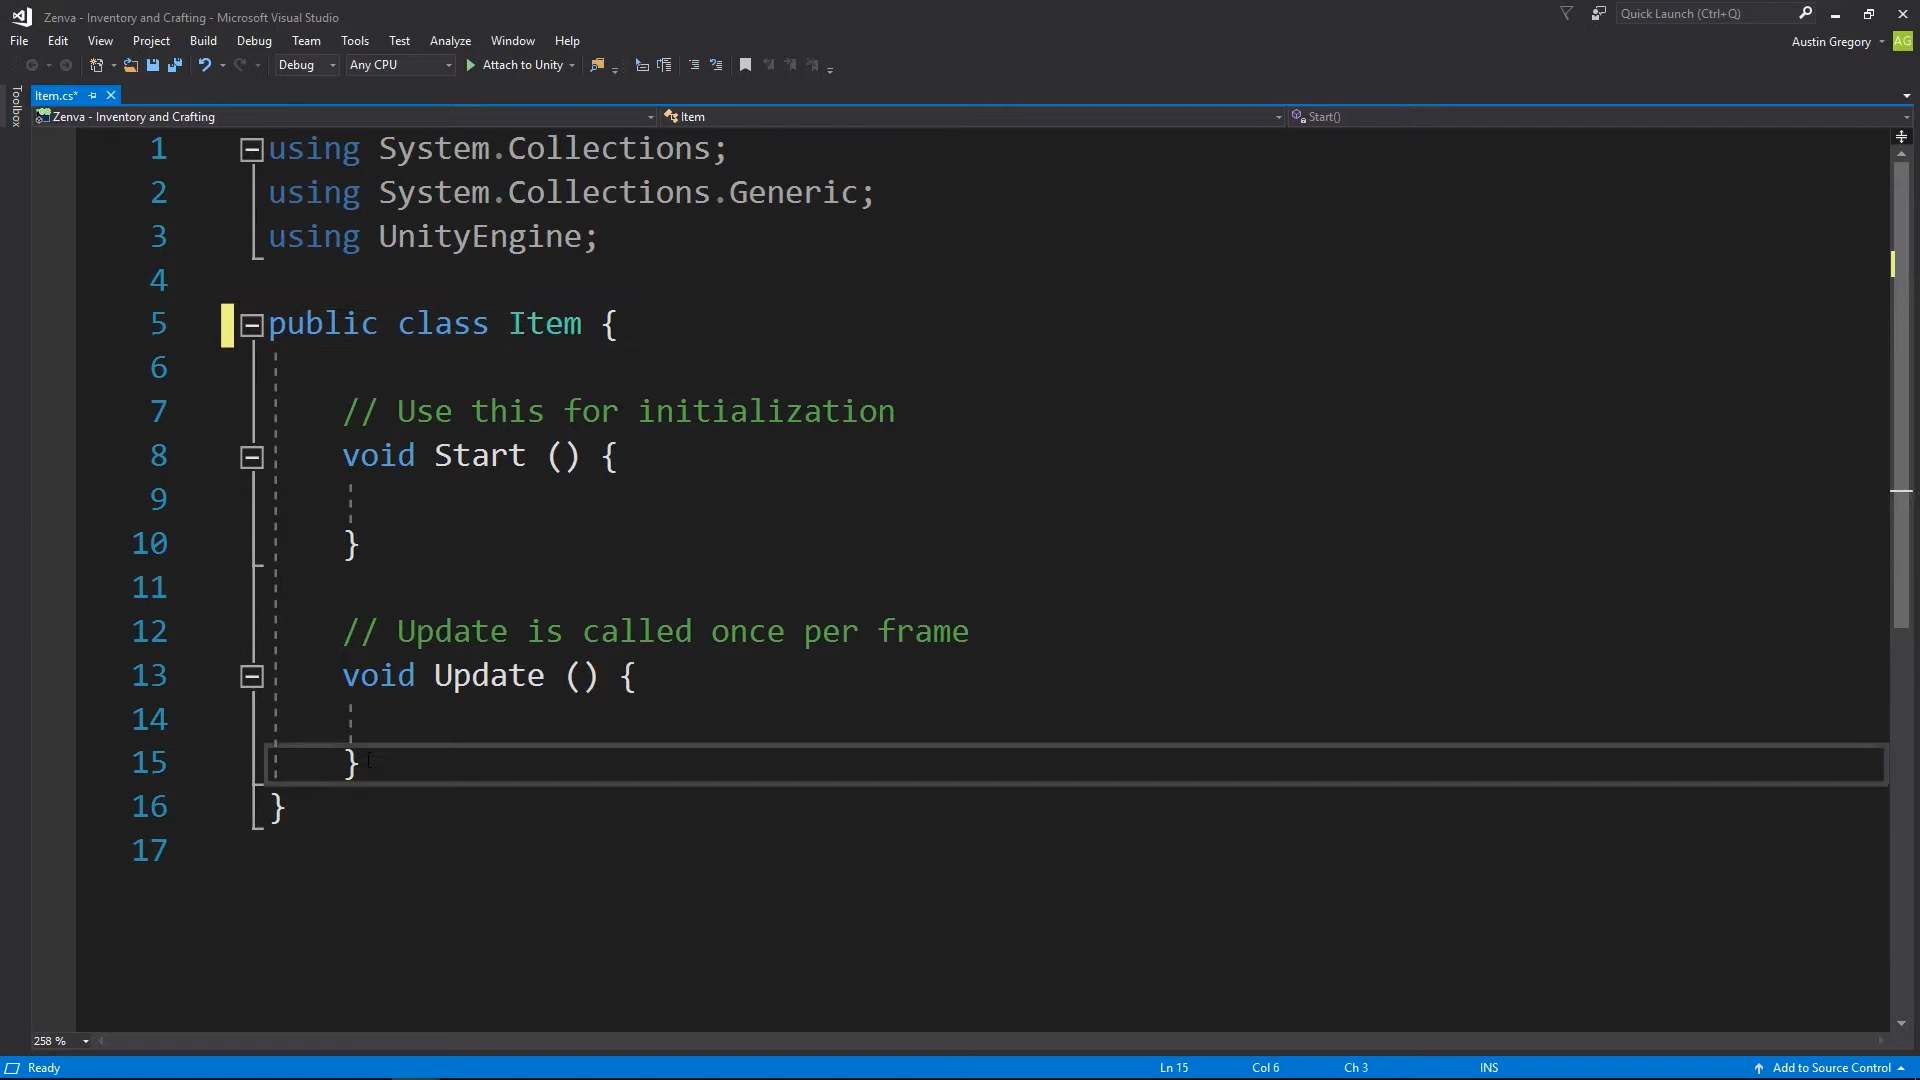 Zenva - Inventory and Crafting - Microsoft Visual Studio
Quick Launch (Ctrl+Q)
File Edit View Project Build Debug Team Tools Test Analyze Window Help
Austin Gregory AG
Debug Any CPU Attach to Unity
Toolbox
Item.cs*
Zenva - Inventory and Crafting Item Start()
1 using System.Collections;
2 using System.Collections.Generic;
3 using UnityEngine;
4
5 public class Item {
6
7 // Use this for initialization
8 void Start () {
9
10 }
11
12 // Update is called once per frame
13 void Update () {
14
15 }
16 }
17
258 %
Ready Ln 15 Col 6 Ch 3 INS Add to Source Control